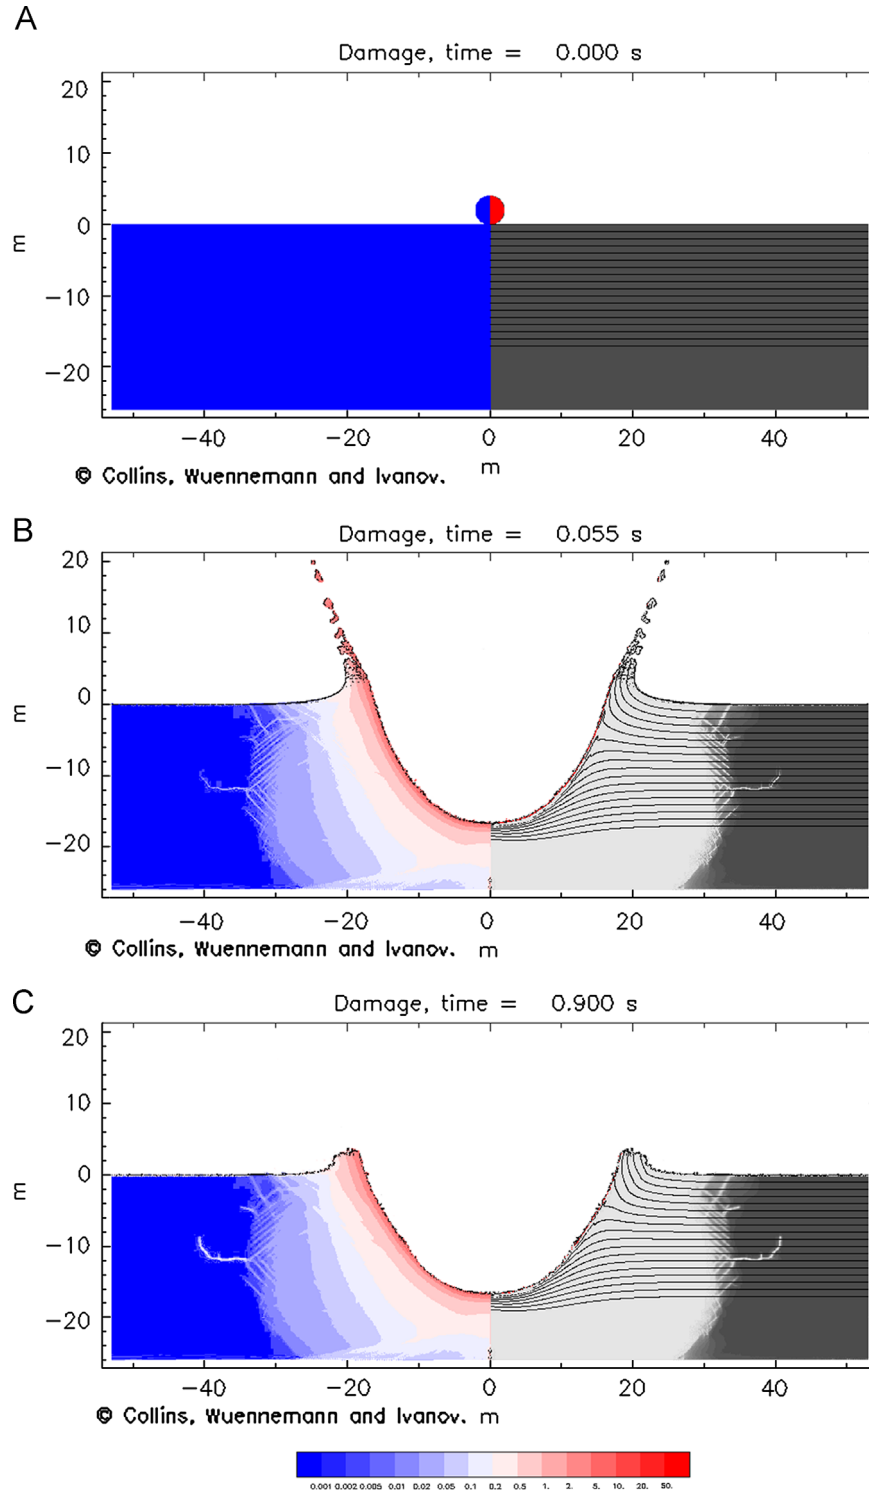 A
Damage, time = 0.000 s
20
10
0
m
−10
−20
−40 −20 0 20 40
m
© Collins, Wuennemann and Ivanov.
B
Damage, time = 0.055 s
20
10
0
m
−10
−20
−40 −20 0 20 40
© Collins, Wuennemann and Ivanov. m
C
Damage, time = 0.900 s
20
10
0
m
−10
−20
−40 −20 0 20 40
© Collins, Wuennemann and Ivanov. m
0.001 0.002 0.005 0.01 0.02 0.05 0.1 0.2 0.5 1. 2. 5. 10. 20. 50.